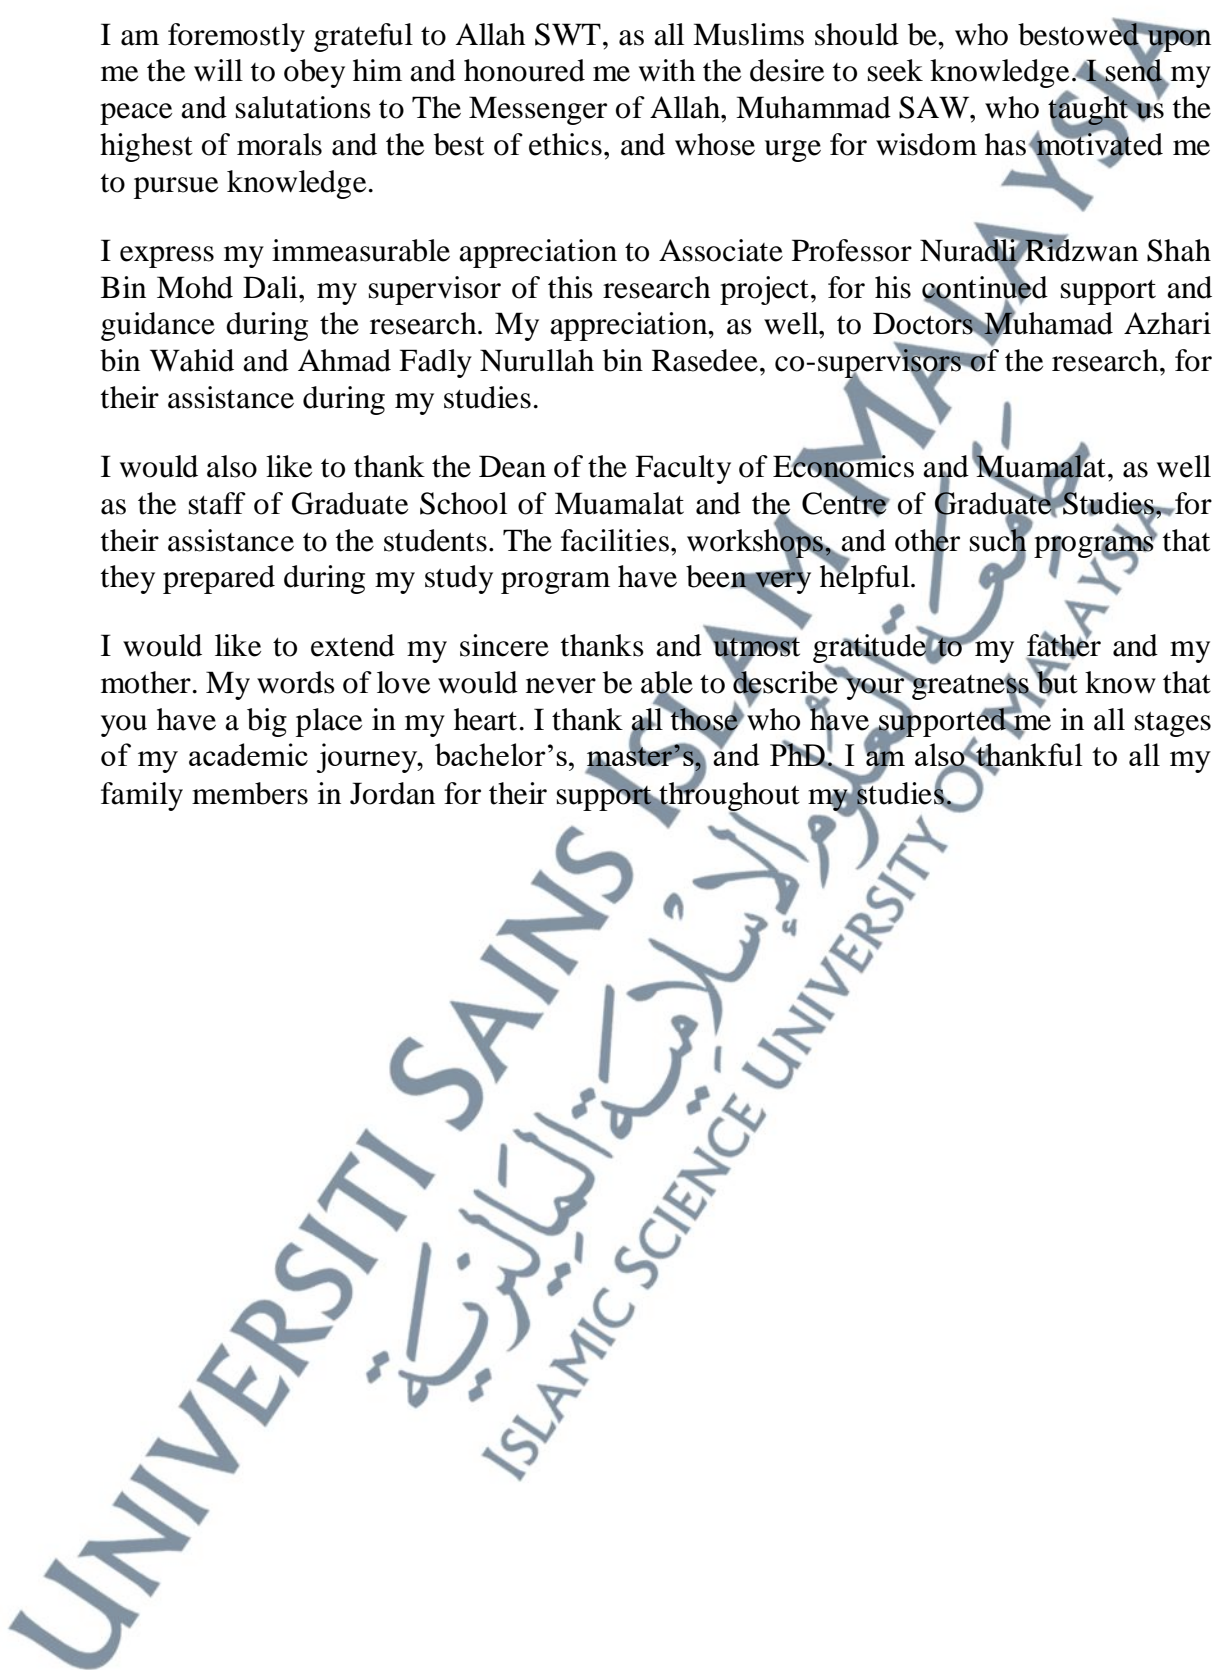 I am foremostly grateful to Allah SWT, as all Muslims should be, who bestowed upon
me the will to obey him and honoured me with the desire to seek knowledge. I send my
peace and salutations to The Messenger of Allah, Muhammad SAW, who taught us the
highest of morals and the best of ethics, and whose urge for wisdom has motivated me
to pursue knowledge.
I express my immeasurable appreciation to Associate Professor Nuradli Ridzwan Shah
Bin Mohd Dali, my supervisor of this research project, for his continued support and
guidance during the research. My appreciation, as well, to Doctors Muhamad Azhari
bin Wahid and Ahmad Fadly Nurullah bin Rasedee, co-supervisors of the research, for
their assistance during my studies.
I would also like to thank the Dean of the Faculty of Economics and Muamalat, as well
as the staff of Graduate School of Muamalat and the Centre of Graduate Studies, for
their assistance to the students. The facilities, workshops, and other such programs that
they prepared during my study program have been very helpful.
I would like to extend my sincere thanks and utmost gratitude to my father and my
mother. My words of love would never be able to describe your greatness but know that
you have a big place in my heart. I thank all those who have supported me in all stages
of my academic journey, bachelor’s, master’s, and PhD. I am also thankful to all my
family members in Jordan for their support throughout my studies.
UNIVERSITI SAINS ISLAM MALAYSIA
جامعة العلوم الإسلامية الماليزية
ISLAMIC SCIENCE UNIVERSITY OF MALAYSIA